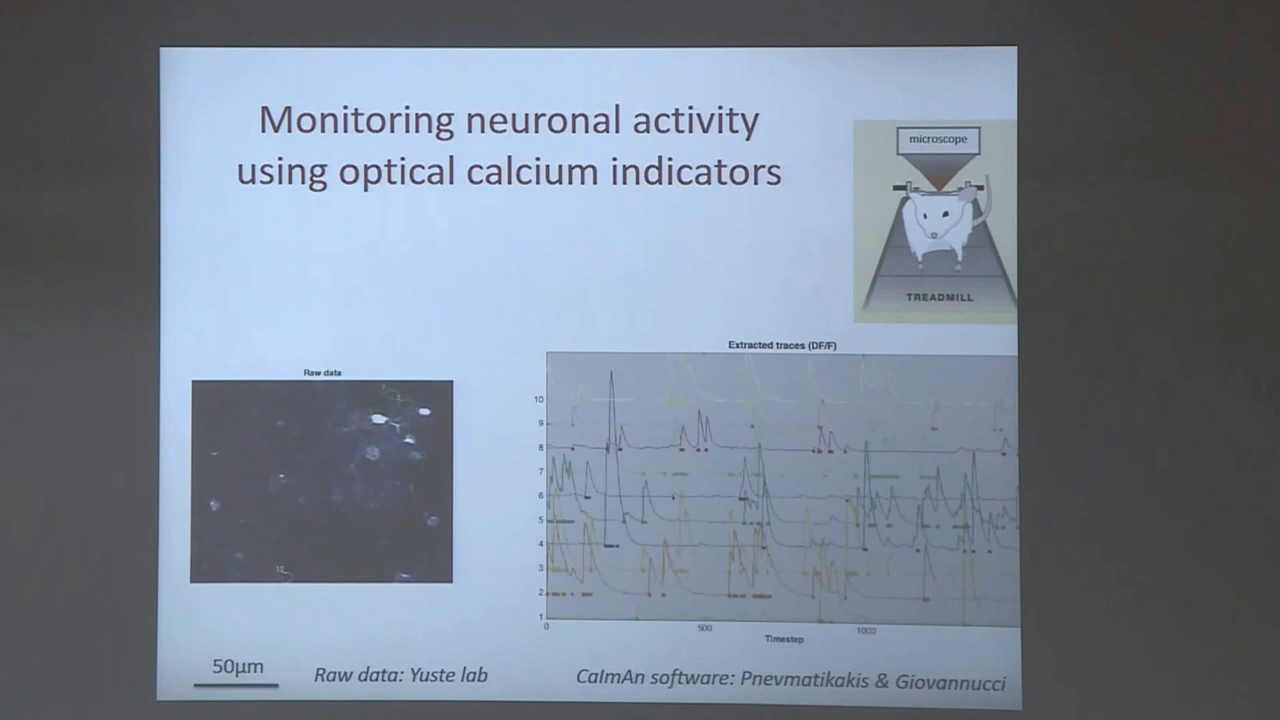 Monitoring neuronal activity
using optical calcium indicators
microscope
TREADMILL
Extracted traces (DF/F)
Raw data
10
9
8
7
6
5
4
3
2
1
0
500
1000
Timestep
50μm
Raw data: Yuste lab
CaImAn software: Pnevmatikakis & Giovannucci